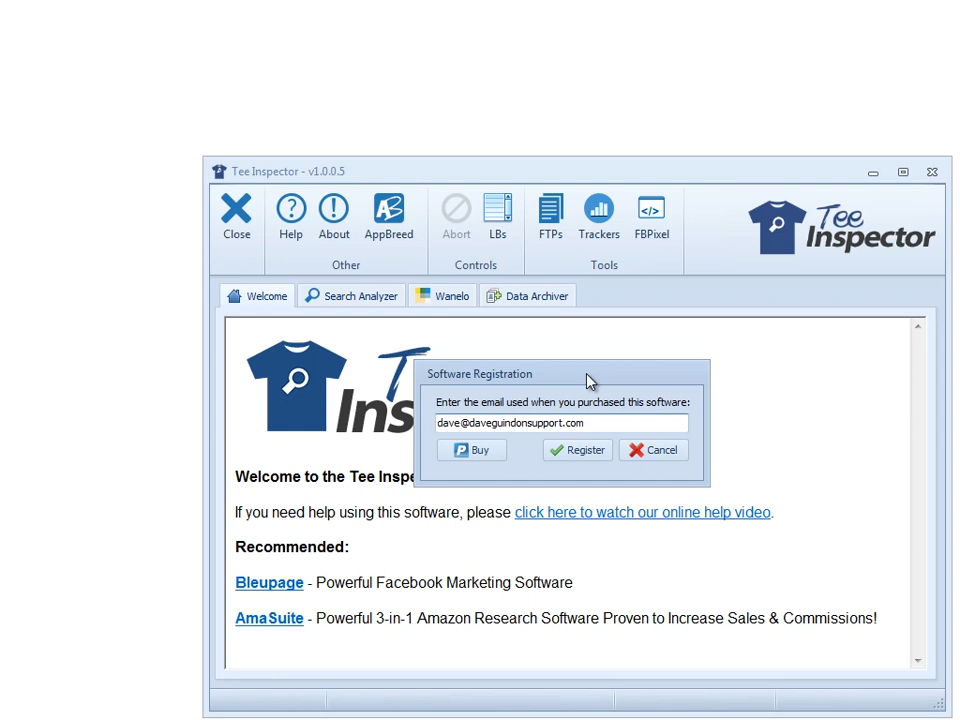 Tee Inspector - v1.0.0.5
Close
Help
About
AppBreed
Abort
LBs
FTPs
Trackers
FBPixel
Other
Controls
Tools
Tee
Inspector
Welcome
Search Analyzer
Wanelo
Data Archiver
Software Registration
Enter the email used when you purchased this software:
dave@daveguindonsupport.com
Buy
Register
Cancel
Welcome to the Tee Inspe
If you need help using this software, please click here to watch our online help video.
Recommended:
Bleupage - Powerful Facebook Marketing Software
AmaSuite - Powerful 3-in-1 Amazon Research Software Proven to Increase Sales & Commissions!